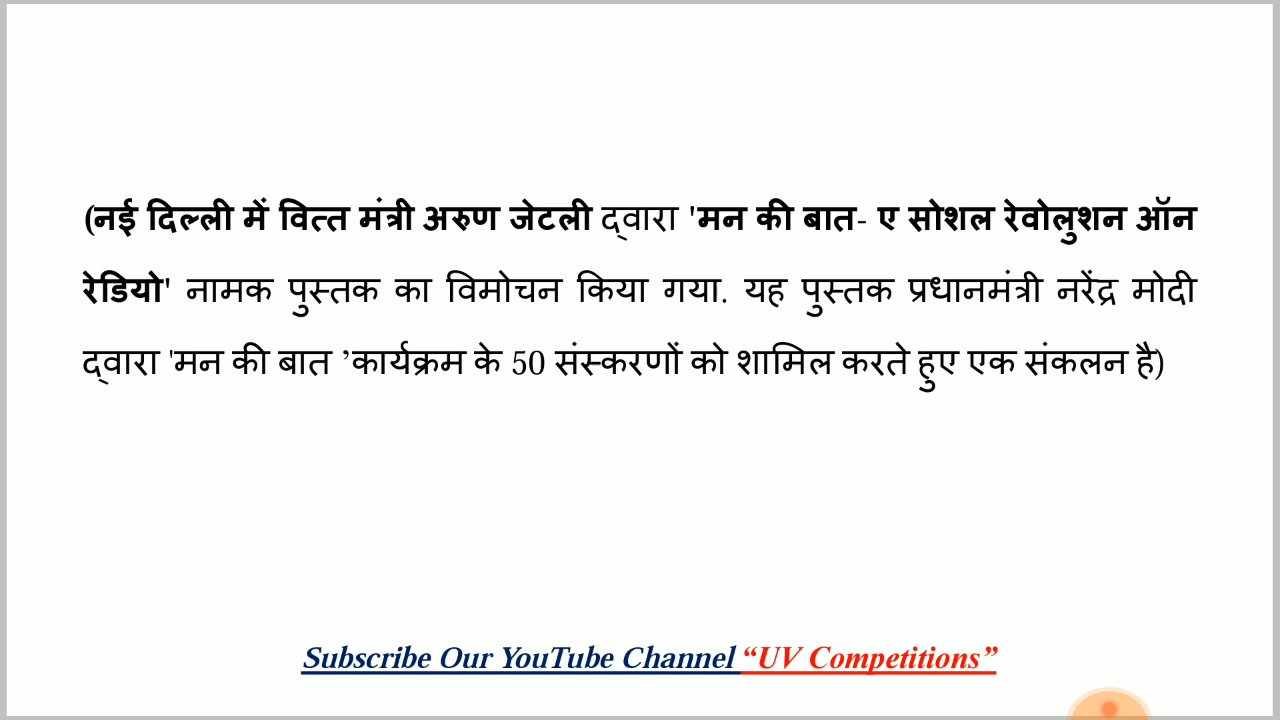 (नई दिल्ली में वित्त मंत्री अरुण जेटली द्वारा 'मन की बात- ए सोशल रेवोलुशन ऑन
रेडियो' नामक पुस्तक का विमोचन किया गया. यह पुस्तक प्रधानमंत्री नरेंद्र मोदी
द्वारा 'मन की बात ’कार्यक्रम के 50 संस्करणों को शामिल करते हुए एक संकलन है)
Subscribe Our YouTube Channel “UV Competitions”